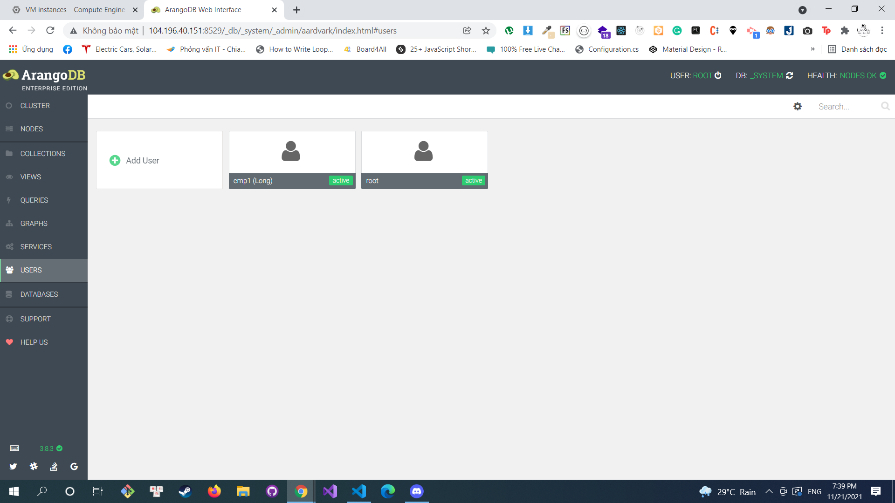 VM instances - Compute Engine
ArangoDB Web Interface
Không bảo mật | 104.196.40.151:8529/_db/_system/_admin/aardvark/index.html#users
Ứng dụng
Electric Cars, Solar...
Phỏng vấn IT - Chia...
How to Write Loop...
Board4All
25+ JavaScript Shor...
100% Free Live Cha...
Configuration.cs
Material Design - R...
»
Danh sách đọc
ArangoDB
ENTERPRISE EDITION
USER: ROOT
DB: _SYSTEM
HEALTH: NODES OK
CLUSTER
NODES
COLLECTIONS
VIEWS
QUERIES
GRAPHS
SERVICES
USERS
DATABASES
SUPPORT
HELP US
3.8.3
Search...
Add User
emp1 (Long)
active
root
active
29°C Rain
ENG
7:39 PM
11/21/2021